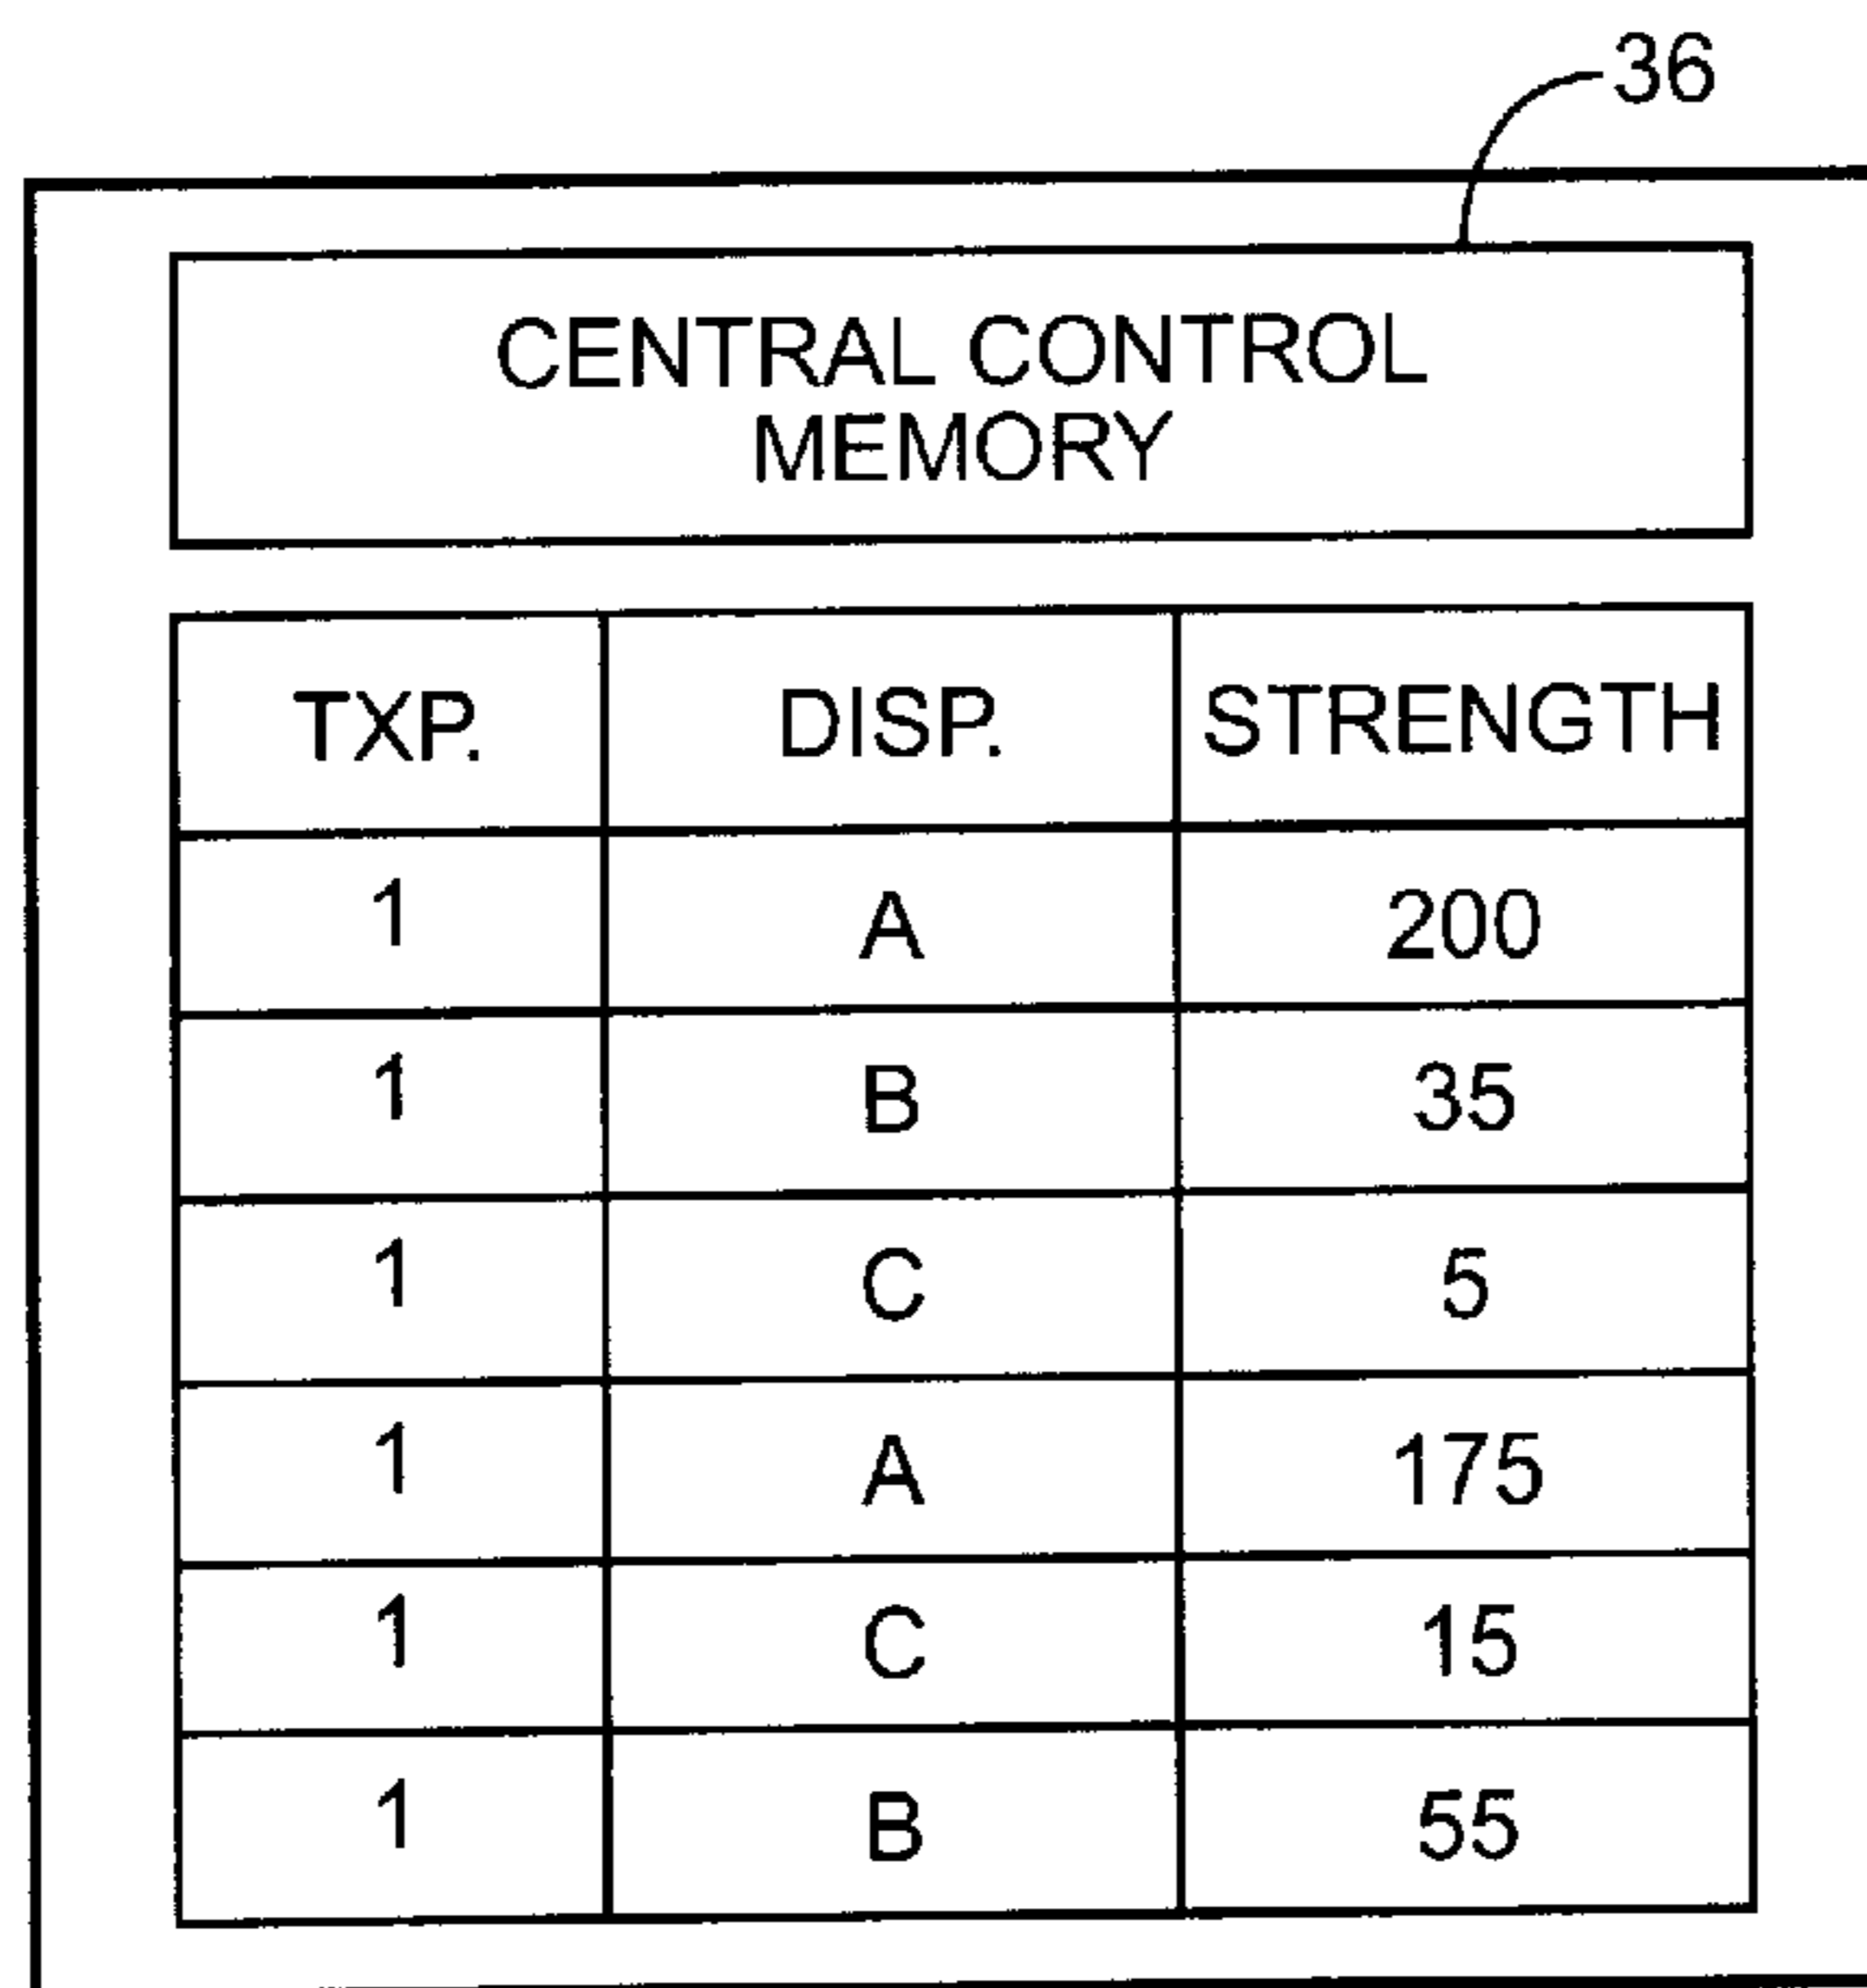 36
CENTRAL CONTROL
MEMORY
TXP. DISP. STRENGTH
1 A 200
1 B 35
1 C 5
1 A 175
1 C 15
1 B 55